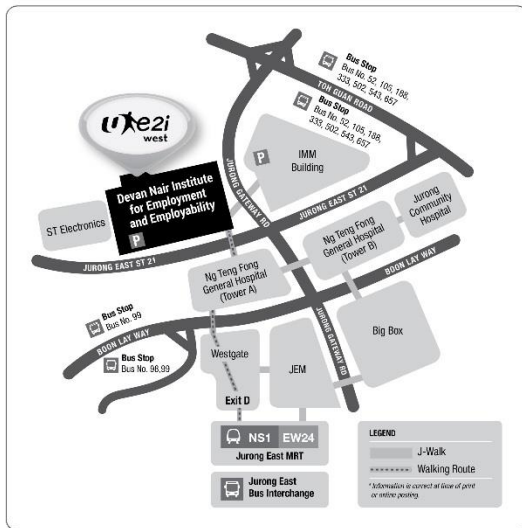 Bus Stop
Bus No. 52, 105, 188,
333, 502, 543, 657
TOH GUAN ROAD
Bus Stop
Bus No. 52, 105, 188,
333, 502, 543, 657
e2i
west
P
IMM
Building
JURONG GATEWAY RD
Devan Nair Institute
for Employment
and Employability
P
ST Electronics
JURONG EAST ST 21
JURONG EAST ST 21
Jurong
Community
Hospital
Ng Teng Fong
General Hospital
(Tower B)
Ng Teng Fong
General Hospital
(Tower A)
BOON LAY WAY
Bus Stop
Bus No. 99
BOON LAY WAY
Bus Stop
Bus No. 98,99
JURONG GATEWAY RD
Big Box
Westgate
JEM
Exit D
NS1 EW24
Jurong East MRT
Jurong East
Bus Interchange
LEGEND
J-Walk
Walking Route
* Information is correct at time of print
or online posting.